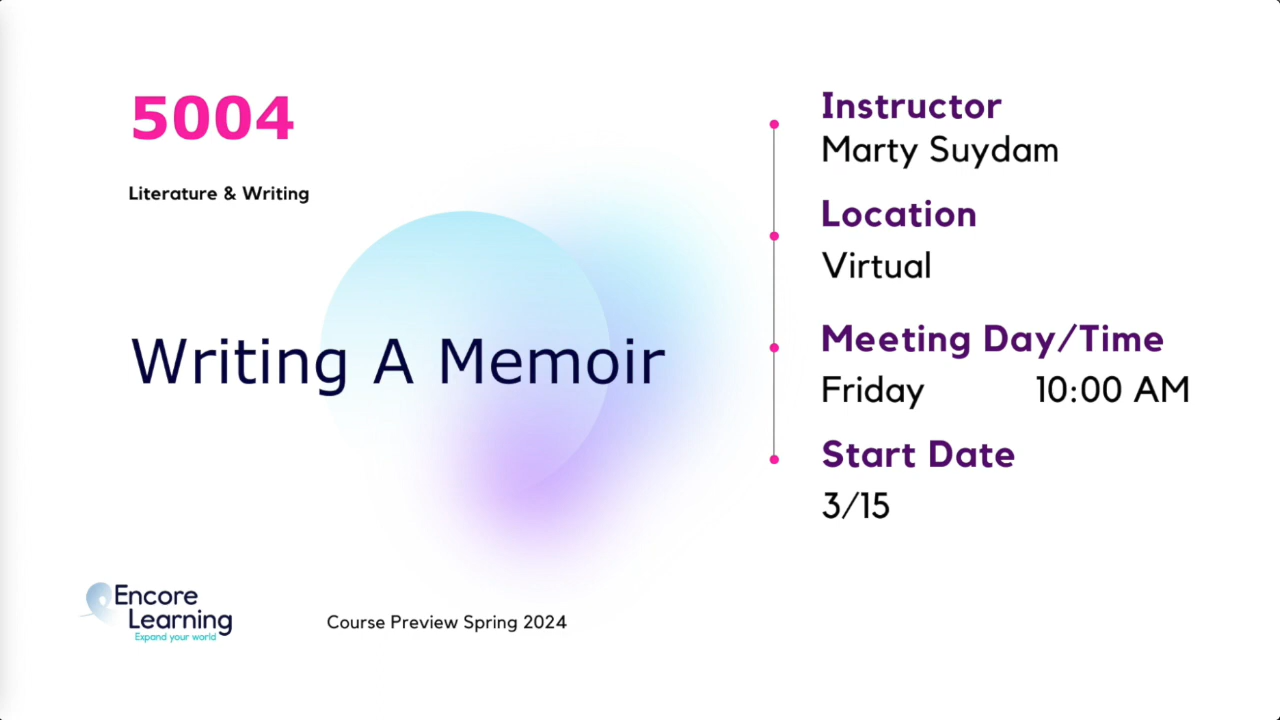 5004
Literature & Writing
Writing A Memoir
Instructor
Marty Suydam
Location
Virtual
Meeting Day/Time
Friday 10:00 AM
Start Date
3/15
Encore
Learning
Expand your world
Course Preview Spring 2024